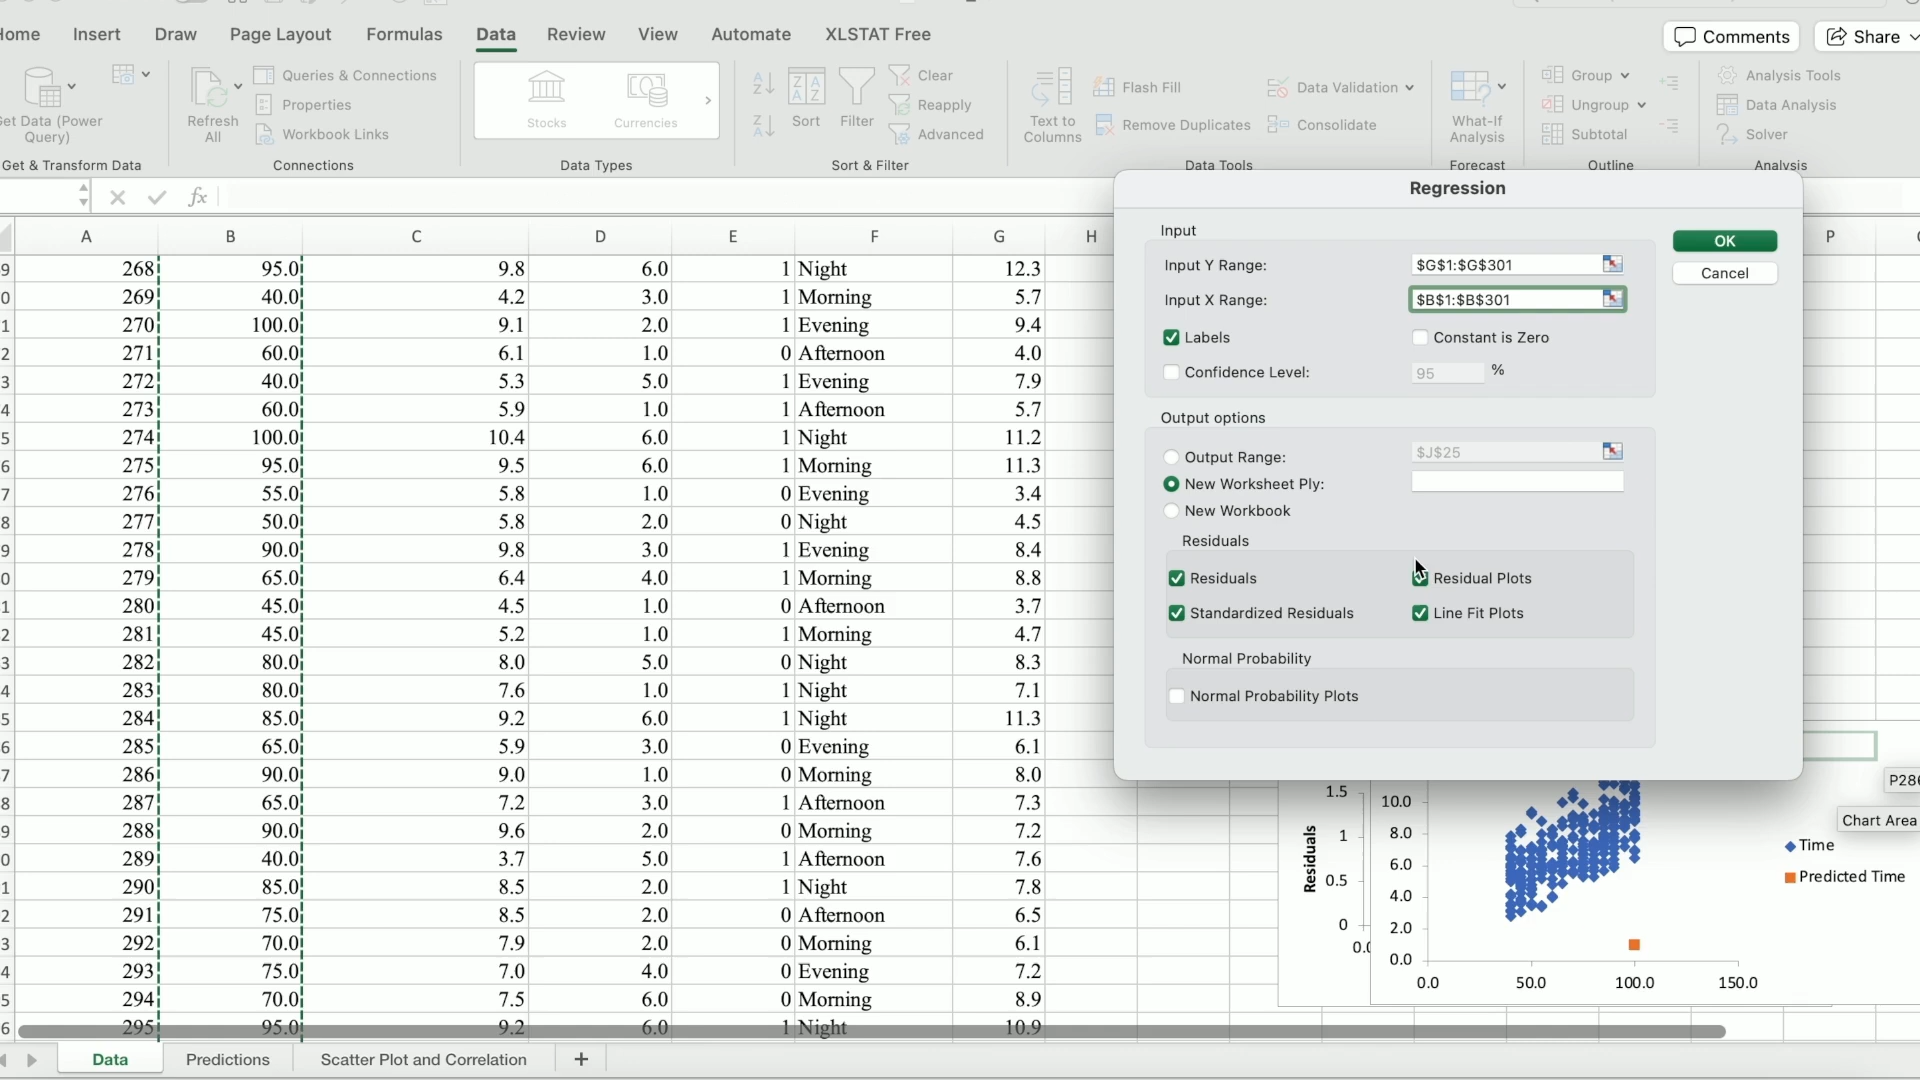 Insert Draw Page Layout Formulas Data Review View Automate XLSTAT Free Comments Share
Queries & Connections
Properties
Workbook Links
Refresh All
Query)
Get & Transform Data
Connections
Stocks Currencies
Data Types
Sort Filter
Clear
Reapply
Advanced
Sort & Filter
Text to Columns
Flash Fill
Remove Duplicates
Data Validation
Consolidate
Data Tools
What-If Analysis
Forecast
Group
Ungroup
Subtotal
Outline
Analysis Tools
Data Analysis
Solver
Analysis
fx
A B C D E F G H P
268 95.0 9.8 6.0 1 Night 12.3
269 40.0 4.2 3.0 1 Morning 5.7
270 100.0 9.1 2.0 1 Evening 9.4
271 60.0 6.1 1.0 0 Afternoon 4.0
272 40.0 5.3 5.0 1 Evening 7.9
273 60.0 5.9 1.0 1 Afternoon 5.7
274 100.0 10.4 6.0 1 Night 11.2
275 95.0 9.5 6.0 1 Morning 11.3
276 55.0 5.8 1.0 0 Evening 3.4
277 50.0 5.8 2.0 0 Night 4.5
278 90.0 9.8 3.0 1 Evening 8.4
279 65.0 6.4 4.0 1 Morning 8.8
280 45.0 4.5 1.0 0 Afternoon 3.7
281 45.0 5.2 1.0 1 Morning 4.7
282 80.0 8.0 5.0 0 Night 8.3
283 80.0 7.6 1.0 1 Night 7.1
284 85.0 9.2 6.0 1 Night 11.3
285 65.0 5.9 3.0 0 Evening 6.1
286 90.0 9.0 1.0 0 Morning 8.0
287 65.0 7.2 3.0 1 Afternoon 7.3
288 90.0 9.6 2.0 0 Morning 7.2
289 40.0 3.7 5.0 1 Afternoon 7.6
290 85.0 8.5 2.0 1 Night 7.8
291 75.0 8.5 2.0 0 Afternoon 6.5
292 70.0 7.9 2.0 0 Morning 6.1
293 75.0 7.0 4.0 0 Evening 7.2
294 70.0 7.5 6.0 0 Morning 8.9
295 95.0 9.2 6.0 1 Night 10.9
Regression
Input
Input Y Range: $G$1:$G$301
Input X Range: $B$1:$B$301
Labels Constant is Zero
Confidence Level: 95 %
OK
Cancel
Output options
Output Range: $J$25
New Worksheet Ply:
New Workbook
Residuals
Residuals Residual Plots
Standardized Residuals Line Fit Plots
Normal Probability
Normal Probability Plots
Chart Area
Residuals
1.5
1
0.5
0
10.0
8.0
6.0
4.0
2.0
0.0
0.0 50.0 100.0 150.0
Time
Predicted Time
Data Predictions Scatter Plot and Correlation +